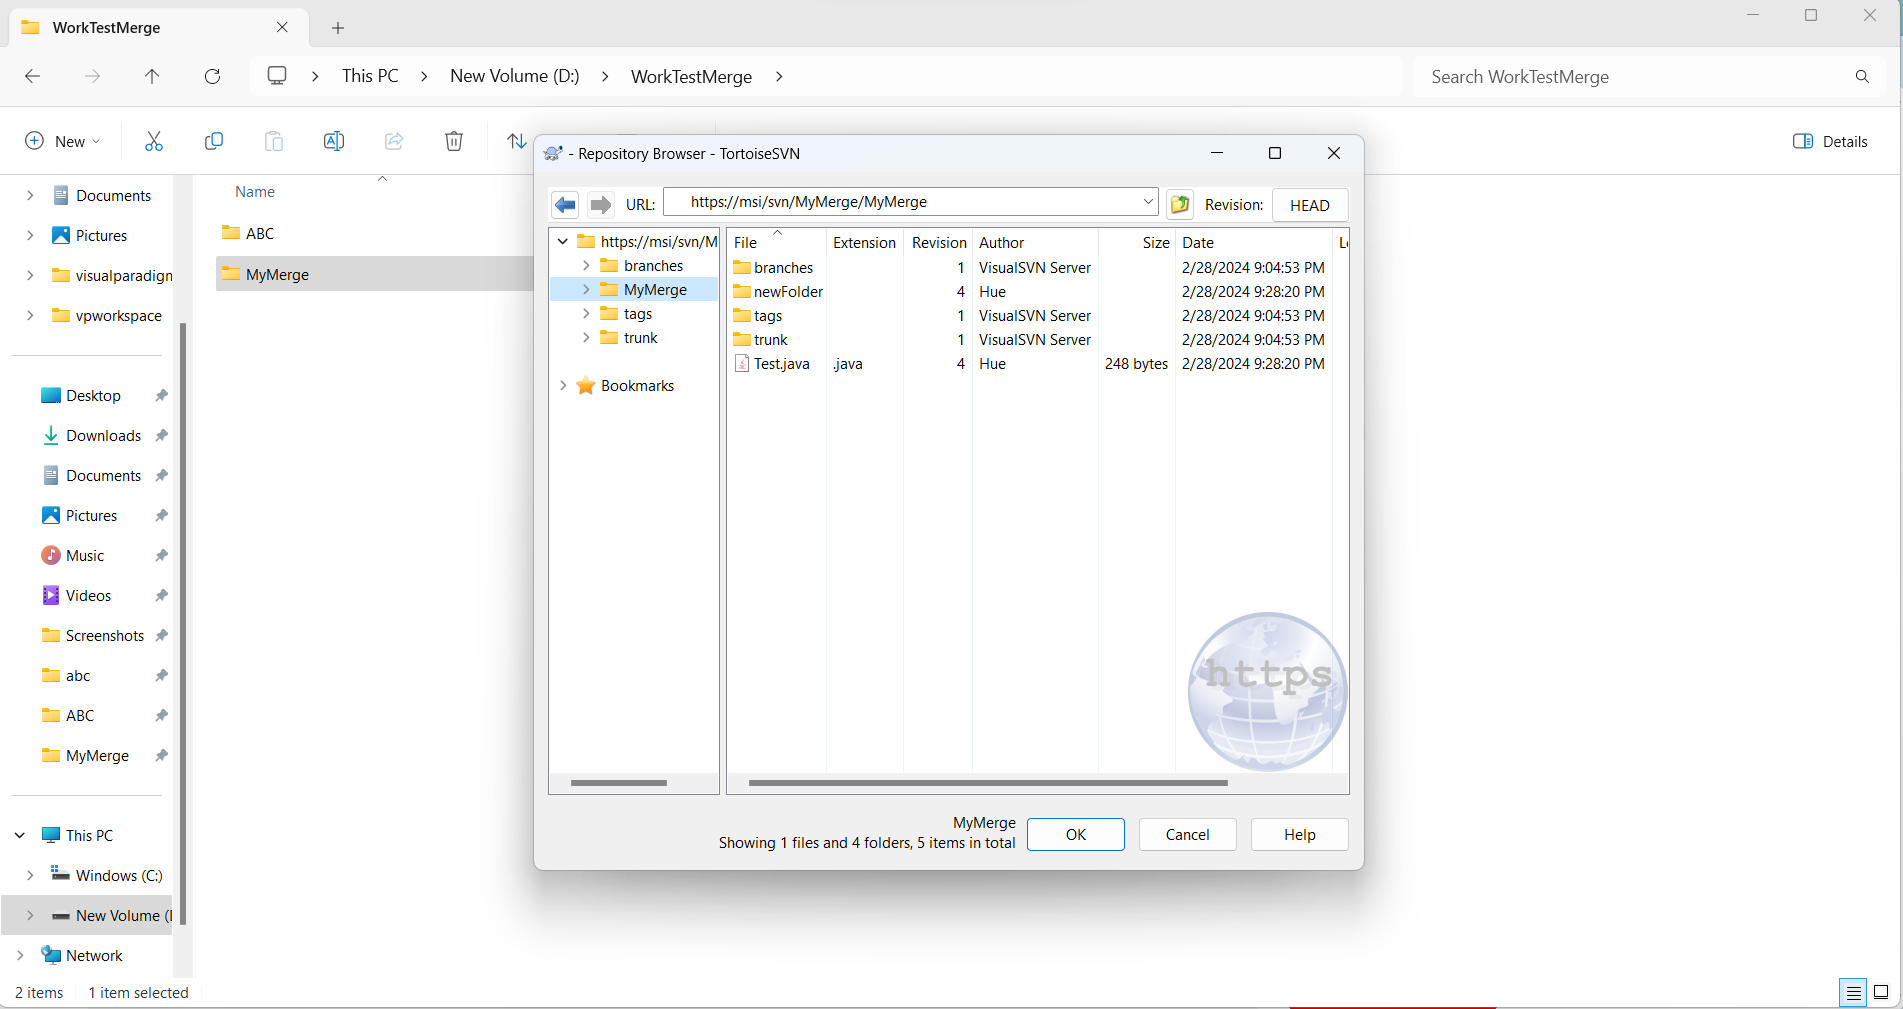 WorkTestMerge
This PC > New Volume (D:) > WorkTestMerge >
Search WorkTestMerge
New
Details
- Repository Browser - TortoiseSVN
URL: https://msi/svn/MyMerge/MyMerge Revision: HEAD
Documents
Pictures
visualparadign
vpworkspace
Desktop
Downloads
Documents
Pictures
Music
Videos
Screenshots
abc
ABC
MyMerge
This PC
Windows (C:)
New Volume (
Network
Name
ABC
MyMerge
https://msi/svn/M
branches
MyMerge
tags
trunk
Bookmarks
File Extension Revision Author Size Date
branches 1 VisualSVN Server 2/28/2024 9:04:53 PM
newFolder 4 Hue 2/28/2024 9:28:20 PM
tags 1 VisualSVN Server 2/28/2024 9:04:53 PM
trunk 1 VisualSVN Server 2/28/2024 9:04:53 PM
Test.java .java 4 Hue 248 bytes 2/28/2024 9:28:20 PM
https
MyMerge
Showing 1 files and 4 folders, 5 items in total
OK Cancel Help
2 items 1 item selected